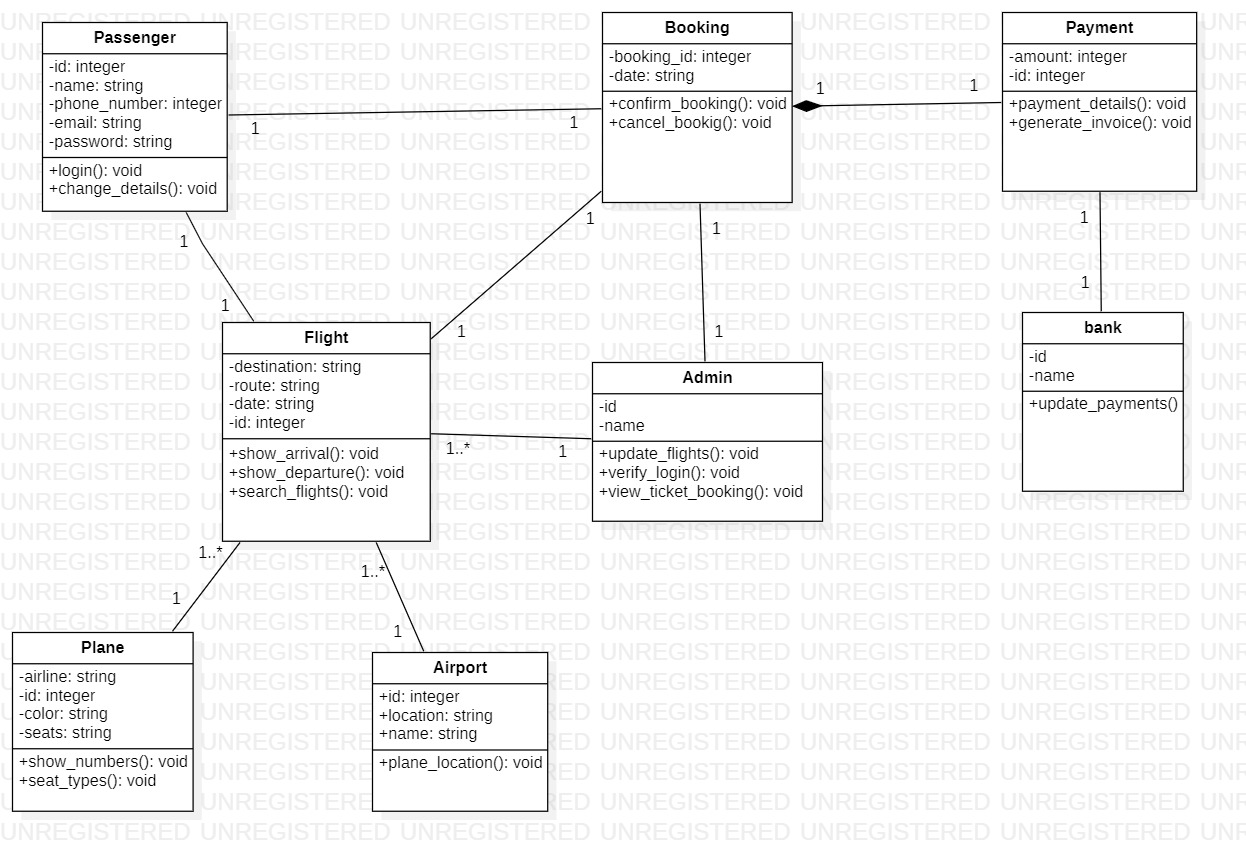 Passenger
-id: integer
-name: string
-phone_number: integer
-email: string
-password: string
+login(): void
+change_details(): void
Booking
-booking_id: integer
-date: string
+confirm_booking(): void
+cancel_bookig(): void
Payment
-amount: integer
-id: integer
+payment_details(): void
+generate_invoice(): void
1
1
1
1
1
1
1
1
1
1
1
1
1
1
Flight
-destination: string
-route: string
-date: string
-id: integer
+show_arrival(): void
+show_departure(): void
+search_flights(): void
bank
-id
-name
+update_payments()
Admin
-id
-name
+update_flights(): void
+verify_login(): void
+view_ticket_booking(): void
1..*
1
1..*
1
1..*
1
Plane
-airline: string
-id: integer
-color: string
-seats: string
+show_numbers(): void
+seat_types(): void
Airport
+id: integer
+location: string
+name: string
+plane_location(): void
UNREGISTERED